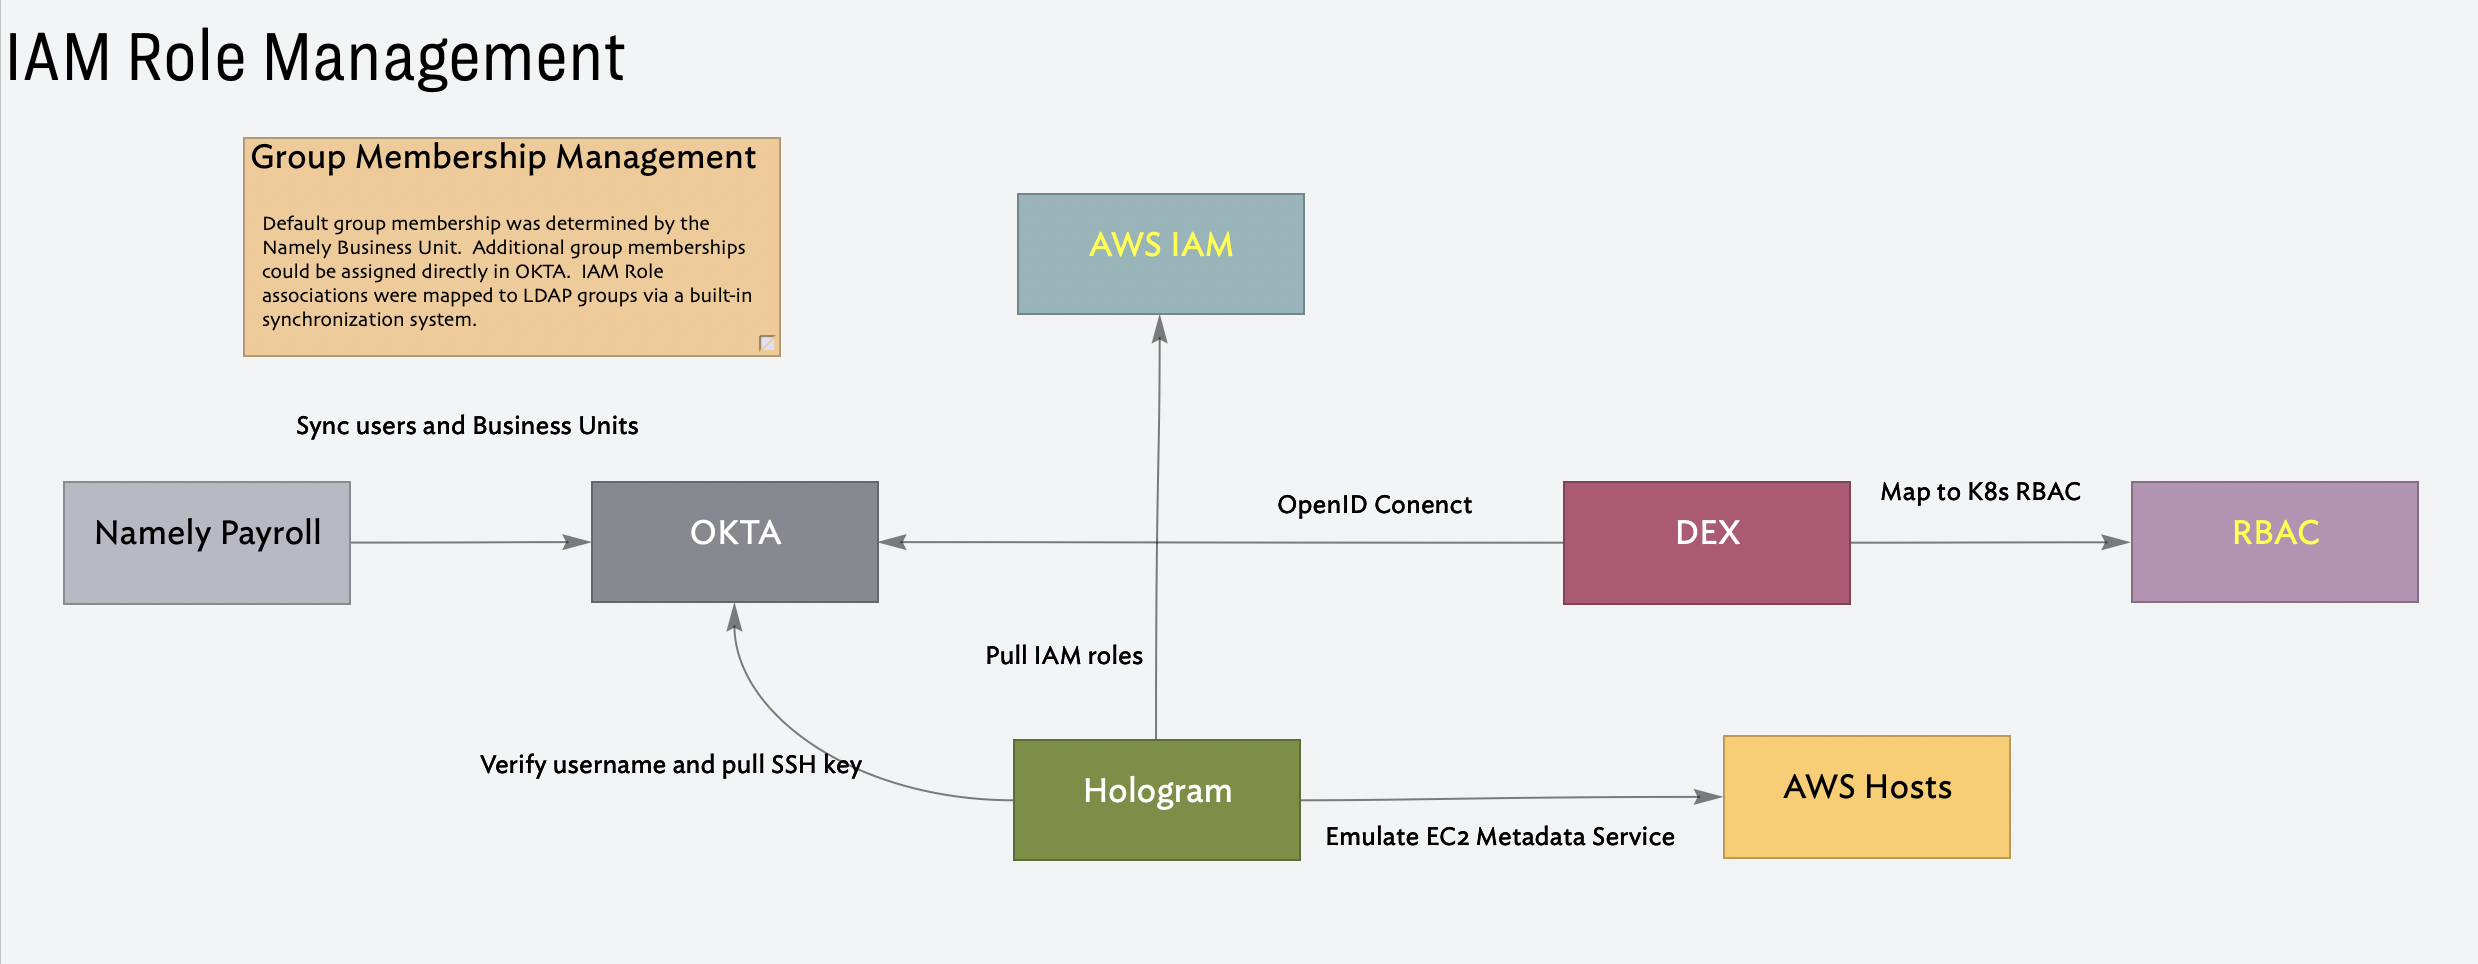 IAM Role Management
Group Membership Management
Default group membership was determined by the
Namely Business Unit.  Additional group memberships
could be assigned directly in OKTA.  IAM Role
associations were mapped to LDAP groups via a built-in
synchronization system.
AWS IAM
Sync users and Business Units
Namely Payroll
OKTA
OpenID Conenct
DEX
Map to K8s RBAC
RBAC
Pull IAM roles
Verify username and pull SSH key
Hologram
Emulate EC2 Metadata Service
AWS Hosts